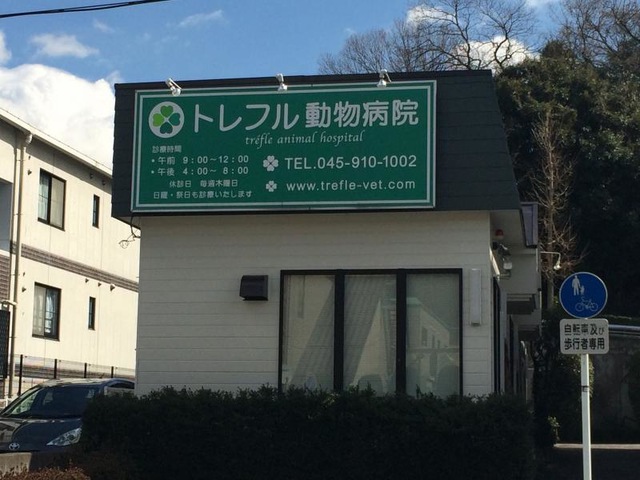 トレフル動物病院
tréfle animal hospital
診療時間
・午前 9:00〜12:00
・午後 4:00〜 8:00
休診日 毎週木曜日
日曜・祭日も診療いたします
TEL.045-910-1002
www.trefle-vet.com
自転車及び
歩行者専用